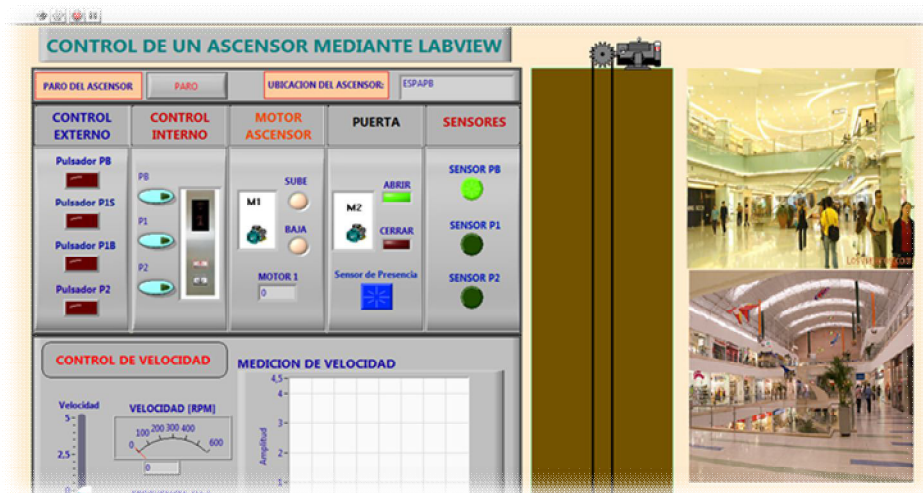 CONTROL DE UN ASCENSOR MEDIANTE LABVIEW
PARO DEL ASCENSOR
PARO
UBICACION DEL ASCENSOR:
ESPAPB
CONTROL EXTERNO
CONTROL INTERNO
MOTOR ASCENSOR
PUERTA
SENSORES
Pulsador PB
Pulsador P1S
Pulsador P1B
Pulsador P2
PB
P1
P2
M1
SUBE
BAJA
MOTOR 1
0
M2
ABRIR
CERRAR
Sensor de Presencia
SENSOR PB
SENSOR P1
SENSOR P2
CONTROL DE VELOCIDAD
Velocidad
5-
2,5-
0-
VELOCIDAD [RPM]
0 100 200 300 400 600
0
MEDICION DE VELOCIDAD
Amplitud
4,5-
4-
3-
2-
1-